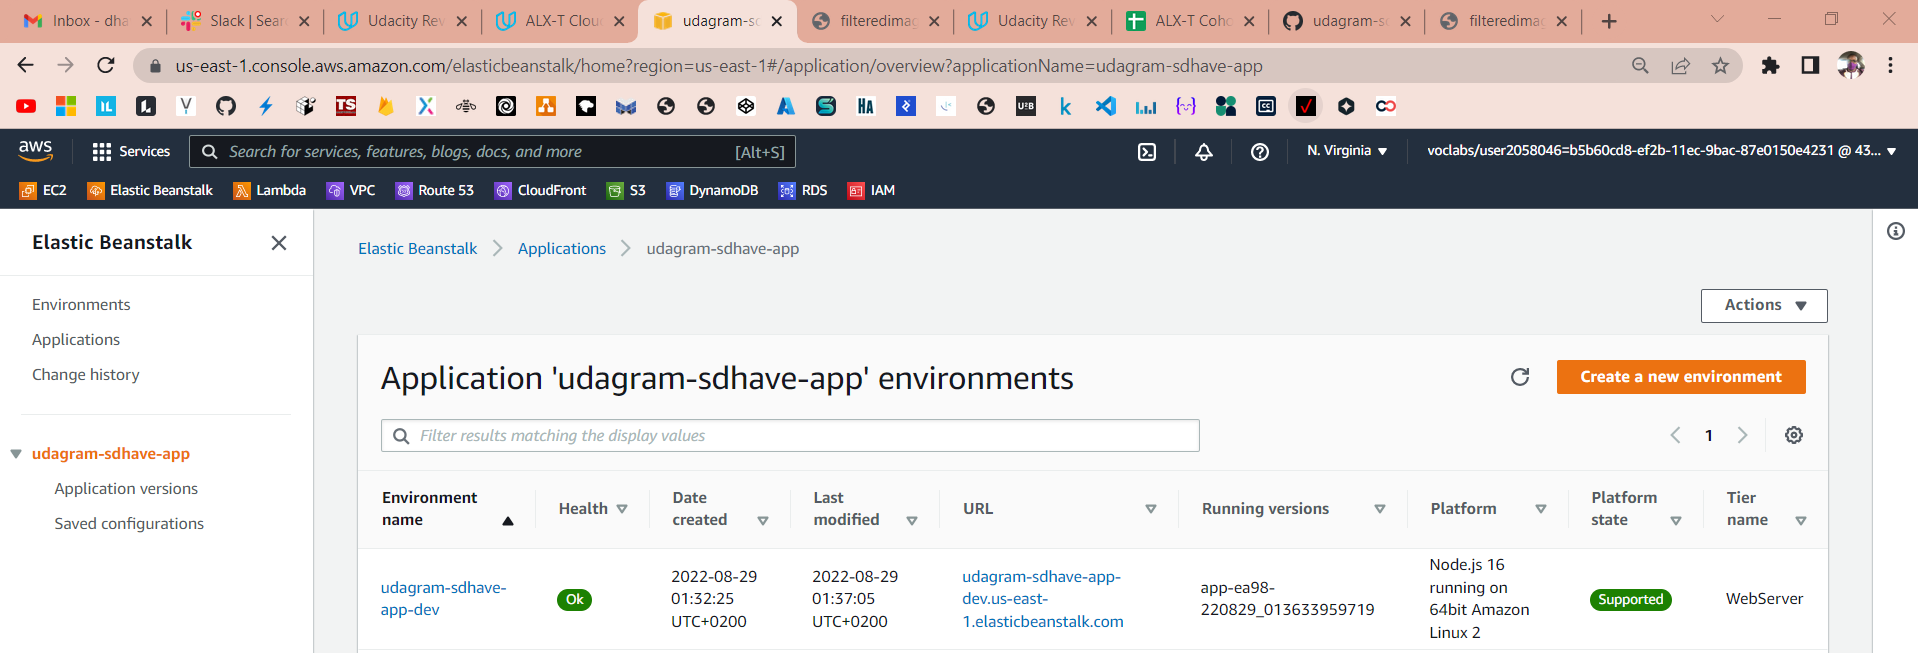 Inbox - dha
Slack | Sear
Udacity Rev
ALX-T Clou
udagram-sd
filteredimag
Udacity Rev
ALX-T Coho
udagram-sd
filteredimag
us-east-1.console.aws.amazon.com/elasticbeanstalk/home?region=us-east-1#/application/overview?applicationName=udagram-sdhave-app
aws
Services
Search for services, features, blogs, docs, and more
[Alt+S]
N. Virginia
voclabs/user2058046=b5b60cd8-ef2b-11ec-9bac-87e0150e4231 @ 43...
EC2
Elastic Beanstalk
Lambda
VPC
Route 53
CloudFront
S3
DynamoDB
RDS
IAM
Elastic Beanstalk
Environments
Applications
Change history
udagram-sdhave-app
Application versions
Saved configurations
Elastic Beanstalk
Applications
udagram-sdhave-app
Actions
Application 'udagram-sdhave-app' environments
Create a new environment
Filter results matching the display values
1
Environment
name
Health
Date
created
Last
modified
URL
Running versions
Platform
Platform
state
Tier
name
udagram-sdhave-
app-dev
Ok
2022-08-29
01:32:25
UTC+0200
2022-08-29
01:37:05
UTC+0200
udagram-sdhave-app-
dev.us-east-
1.elasticbeanstalk.com
app-ea98-
220829_013633959719
Node.js 16
running on
64bit Amazon
Linux 2
Supported
WebServer